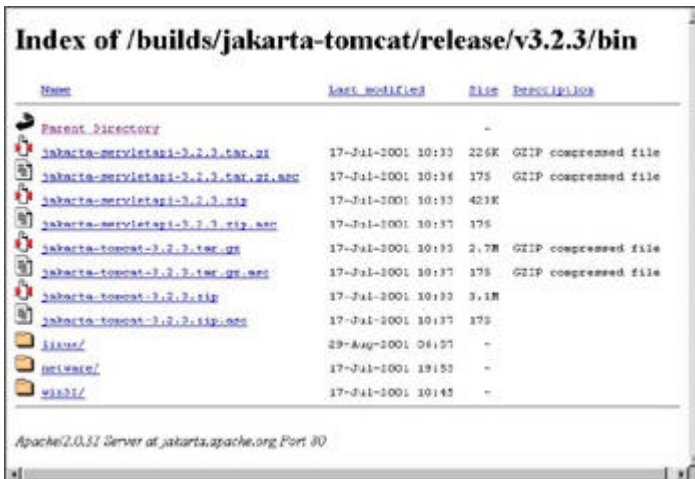 Index of /builds/jakarta-tomcat/release/v3.2.3/bin
Name Last modified Size Description
Parent Directory -
jakarta-servletapi-3.2.3.tar.gz 17-Jul-2001 10:33 226K GZIP compressed file
jakarta-servletapi-3.2.3.tar.gz.asc 17-Jul-2001 10:36 175 GZIP compressed file
jakarta-servletapi-3.2.3.zip 17-Jul-2001 10:33 423K
jakarta-servletapi-3.2.3.zip.asc 17-Jul-2001 10:37 175
jakarta-tomcat-3.2.3.tar.gz 17-Jul-2001 10:33 2.7M GZIP compressed file
jakarta-tomcat-3.2.3.tar.gz.asc 17-Jul-2001 10:37 175 GZIP compressed file
jakarta-tomcat-3.2.3.zip 17-Jul-2001 10:33 3.1M
jakarta-tomcat-3.2.3.zip.asc 17-Jul-2001 10:37 175
linux/ 29-Aug-2001 -
netware/ 17-Jul-2001 19:53 -
win32/ 17-Jul-2001 10:45 -
Server at jakarta.apache.org Port 80